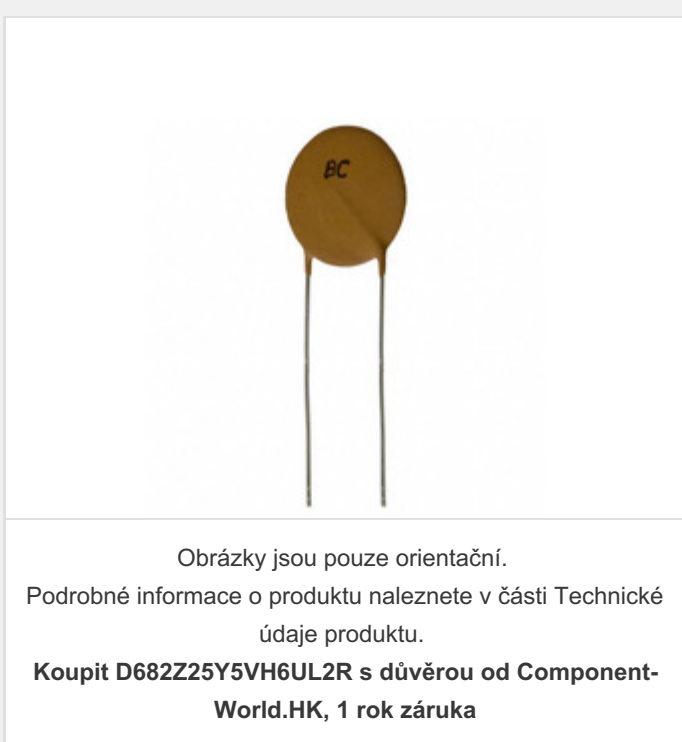 BC
Obrázky jsou pouze orientační.
Podrobné informace o produktu naleznete v části Technické
údaje produktu.
Koupit D682Z25Y5VH6UL2R s důvěrou od Component-
World.HK, 1 rok záruka